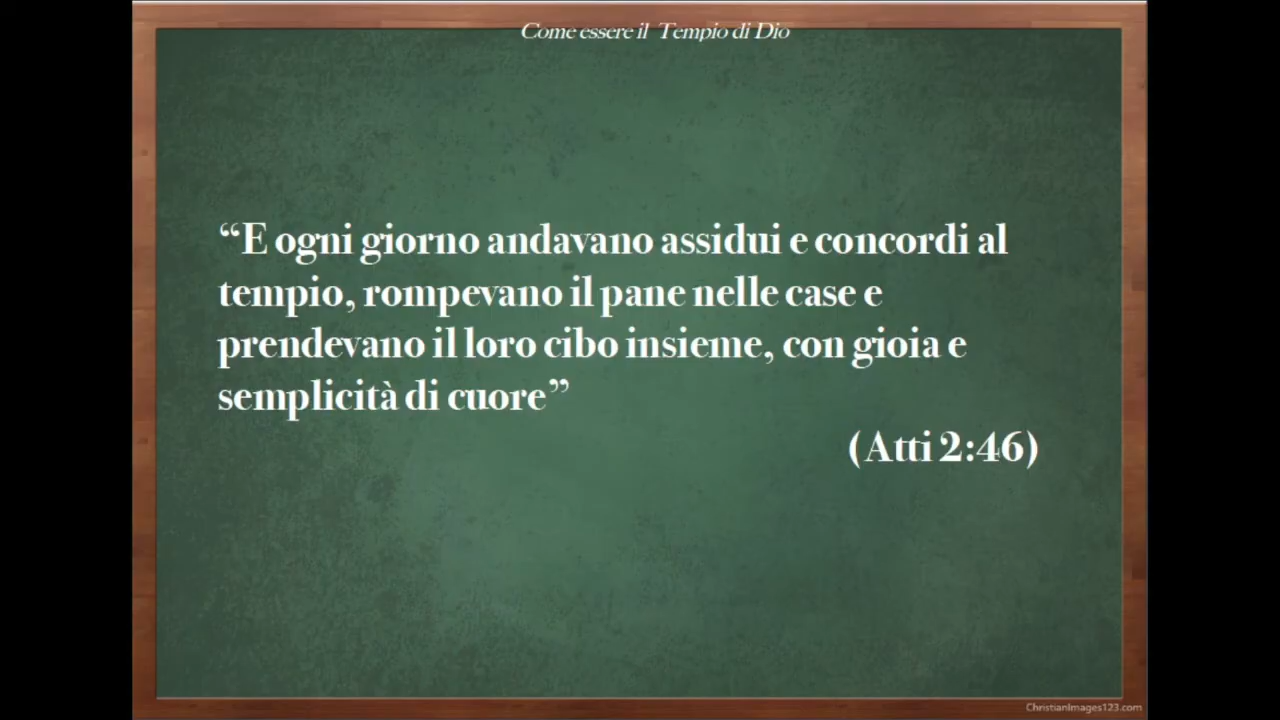 Come essere il Tempio di Dio
“E ogni giorno andavano assidui e concordi al
tempio, rompevano il pane nelle case e
prendevano il loro cibo insieme, con gioia e
semplicità di cuore”
(Atti 2:46)
ChristianImages123.com